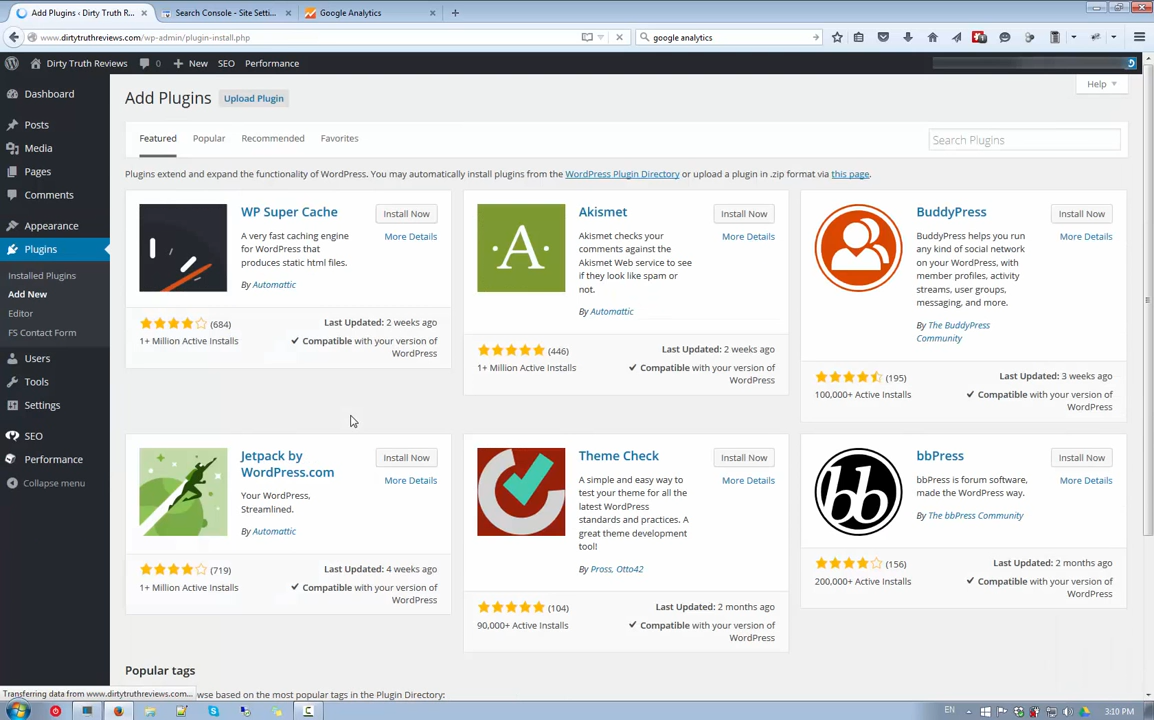 Add Plugins ‹ Dirty Truth R...
Search Console - Site Setti...
Google Analytics
www.dirtytruthreviews.com/wp-admin/plugin-install.php
google analytics
Dirty Truth Reviews
0
New
SEO
Performance
Help
Dashboard
Posts
Media
Pages
Comments
Appearance
Plugins
Installed Plugins
Add New
Editor
FS Contact Form
Users
Tools
Settings
SEO
Performance
Collapse menu
Add Plugins
Upload Plugin
Featured
Popular
Recommended
Favorites
Search Plugins
Plugins extend and expand the functionality of WordPress. You may automatically install plugins from the WordPress Plugin Directory or upload a plugin in .zip format via this page.
WP Super Cache
Install Now
More Details
A very fast caching engine
for WordPress that
produces static html files.
By Automattic
(684)
1+ Million Active Installs
Last Updated: 2 weeks ago
Compatible with your version of
WordPress
A
Akismet
Install Now
More Details
Akismet checks your
comments against the
Akismet Web service to see
if they look like spam or
not.
By Automattic
(446)
1+ Million Active Installs
Last Updated: 2 weeks ago
Compatible with your version of
WordPress
BuddyPress
Install Now
More Details
BuddyPress helps you run
any kind of social network
on your WordPress, with
member profiles, activity
streams, user groups,
messaging, and more.
By The BuddyPress
Community
(195)
100,000+ Active Installs
Last Updated: 3 weeks ago
Compatible with your version of
WordPress
Jetpack by
WordPress.com
Install Now
More Details
Your WordPress,
Streamlined.
By Automattic
(719)
1+ Million Active Installs
Last Updated: 4 weeks ago
Compatible with your version of
WordPress
Theme Check
Install Now
More Details
A simple and easy way to
test your theme for all the
latest WordPress
standards and practices. A
great theme development
tool!
By Pross, Otto42
(104)
90,000+ Active Installs
Last Updated: 2 months ago
Compatible with your version of
WordPress
bb
bbPress
Install Now
More Details
bbPress is forum software,
made the WordPress way.
By The bbPress Community
(156)
200,000+ Active Installs
Last Updated: 2 months ago
Compatible with your version of
WordPress
Popular tags
wse based on the most popular tags in the Plugin Directory:
Transferring data from www.dirtytruthreviews.com...
EN
3:10 PM